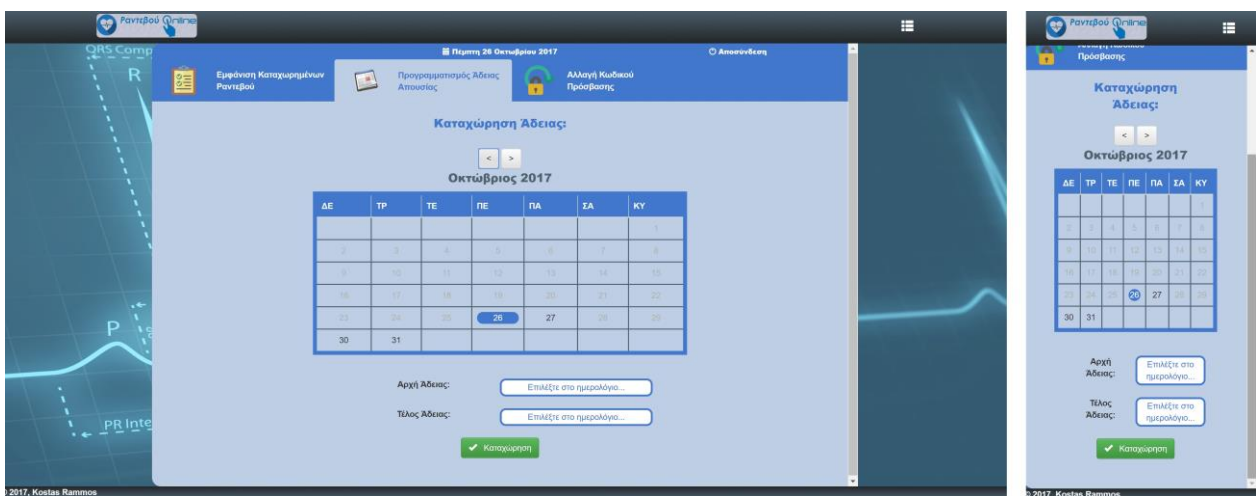 Ραντεβού Online
QRS Comp
R
P
PR Inte
Πεμπτη 26 Οκτωβρίου 2017
Αποσύνδεση
Εμφάνιση Καταχωρημένων
Ραντεβού
Προγραμματισμός Άδειας
Απουσίας
Αλλαγή Κωδικού
Πρόσβασης
Καταχώρηση Άδειας:
< >
Οκτώβριος 2017
ΔΕ ΤΡ ΤΕ ΠΕ ΠΑ ΣΑ ΚΥ
1
2 3 4 5 6 7 8
9 10 11 12 13 14 15
16 17 18 19 20 21 22
23 24 25 26 27 28 29
30 31
Αρχή Άδειας: Επιλέξτε στο ημερολόγιο...
Τέλος Άδειας: Επιλέξτε στο ημερολόγιο...
Καταχώρηση
2017, Kostas Rammos
Ραντεβού Online
Πρόσβασης
Καταχώρηση
Άδειας:
< >
Οκτώβριος 2017
ΔΕ ΤΡ ΤΕ ΠΕ ΠΑ ΣΑ ΚΥ
1
2 3 4 5 6 7 8
9 10 11 12 13 14 15
16 17 18 19 20 21 22
23 24 25 26 27 28 29
30 31
Αρχή
Άδειας:
Επιλέξτε στο
ημερολόγιο...
Τέλος
Άδειας:
Επιλέξτε στο
ημερολόγιο...
Καταχώρηση
2017, Kostas Rammos